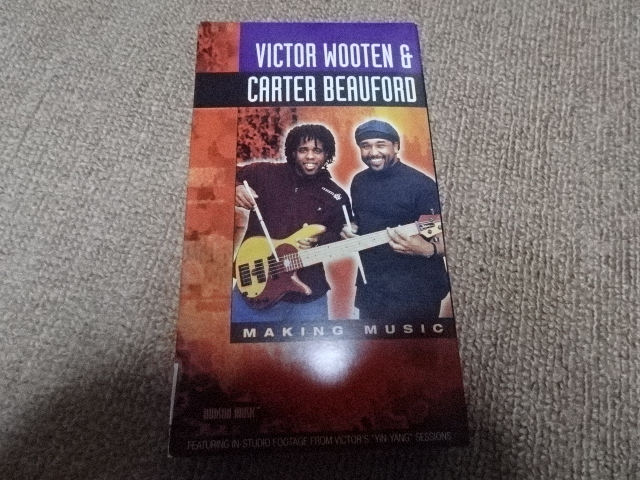 VICTOR WOOTEN &
CARTER BEAUFORD
MAKING MUSIC
FEATURING IN-STUDIO FOOTAGE FROM VICTOR'S "YIN-YANG" SESSIONS